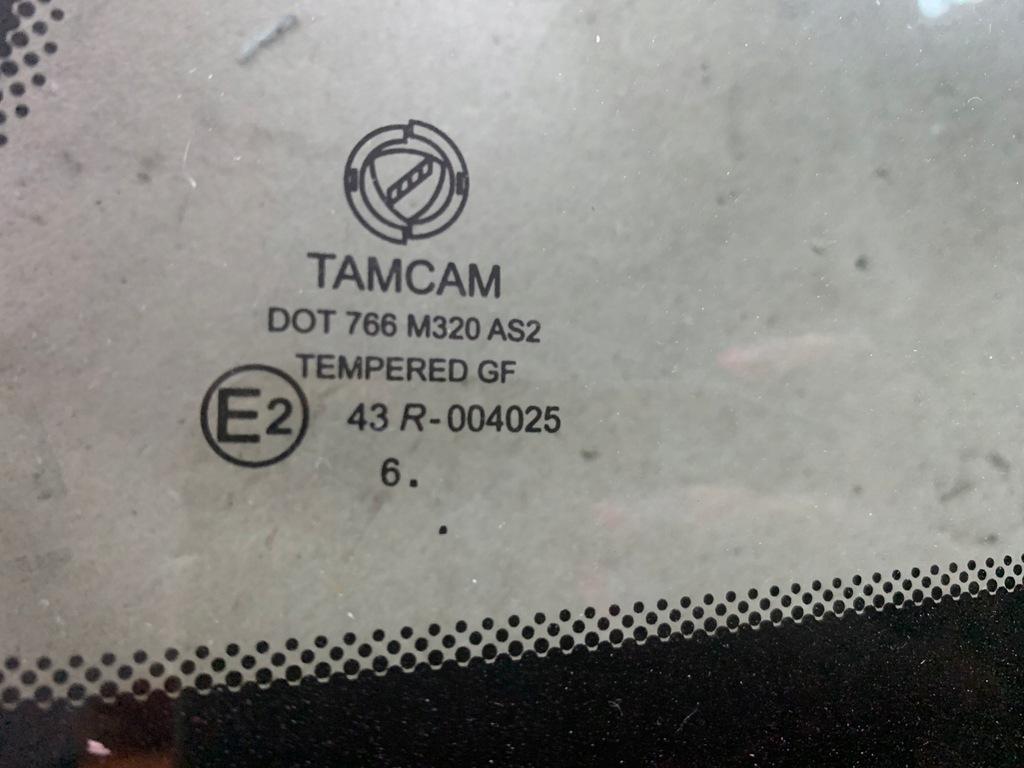 TAMCAM
DOT 766 M320 AS2
TEMPERED GF
E2 43 R-004025
6.
.